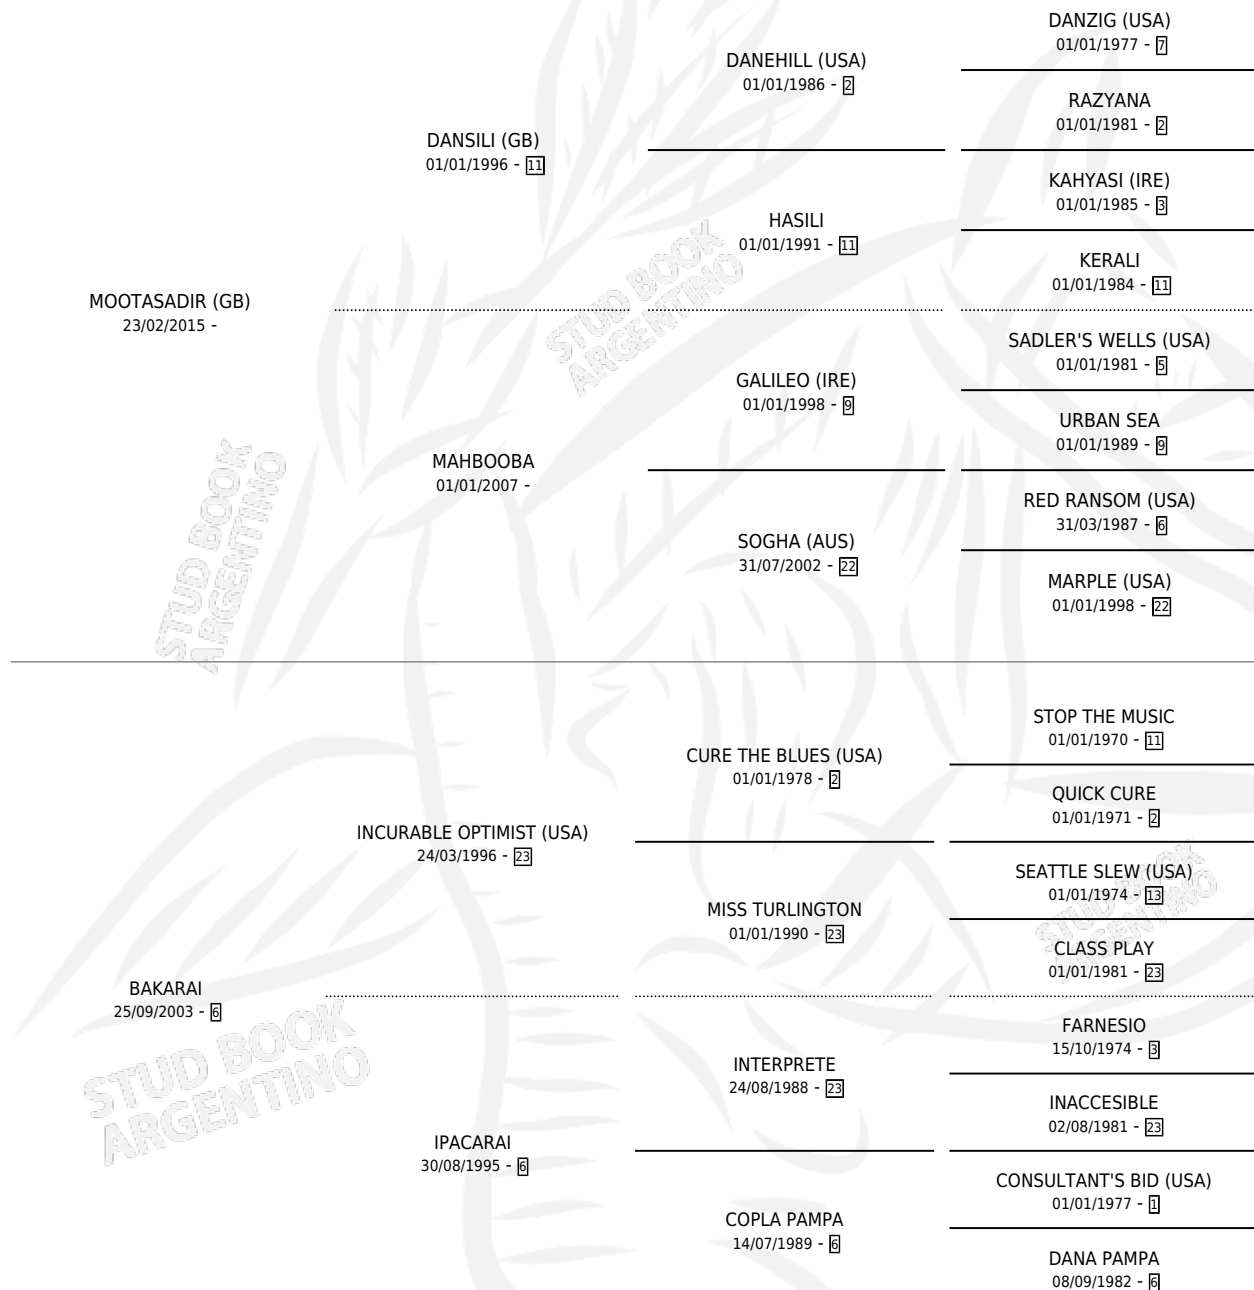 DANZIG (USA)
01/01/1977 - 7
DANEHILL (USA)
01/01/1986 - 2
RAZYANA
01/01/1981 - 2
DANSILI (GB)
01/01/1996 - 11
KAHYASI (IRE)
01/01/1985 - 3
HASILI
01/01/1991 - 11
KERALI
01/01/1984 - 11
MOOTASADIR (GB)
23/02/2015 -
SADLER'S WELLS (USA)
01/01/1981 - 5
GALILEO (IRE)
01/01/1998 - 9
URBAN SEA
01/01/1989 - 9
MAHBOOBA
01/01/2007 -
RED RANSOM (USA)
31/03/1987 - 6
SOGHA (AUS)
31/07/2002 - 22
MARPLE (USA)
01/01/1998 - 22
STUD BOOK
ARGENTINO
STUD BOOK
ARGENTINO
STOP THE MUSIC
01/01/1970 - 11
CURE THE BLUES (USA)
01/01/1978 - 2
QUICK CURE
01/01/1971 - 2
INCURABLE OPTIMIST (USA)
24/03/1996 - 23
SEATTLE SLEW (USA)
01/01/1974 - 13
MISS TURLINGTON
01/01/1990 - 23
CLASS PLAY
01/01/1981 - 23
STUD BOOK
ARGENTINO
BAKARAI
25/09/2003 - 6
FARNESIO
15/10/1974 - 3
INTERPRETE
24/08/1988 - 23
INACCESIBLE
02/08/1981 - 23
IPACARAI
30/08/1995 - 6
CONSULTANT'S BID (USA)
01/01/1977 - 1
COPLA PAMPA
14/07/1989 - 6
DANA PAMPA
08/09/1982 - 6
STUD BOOK
ARGENTINO